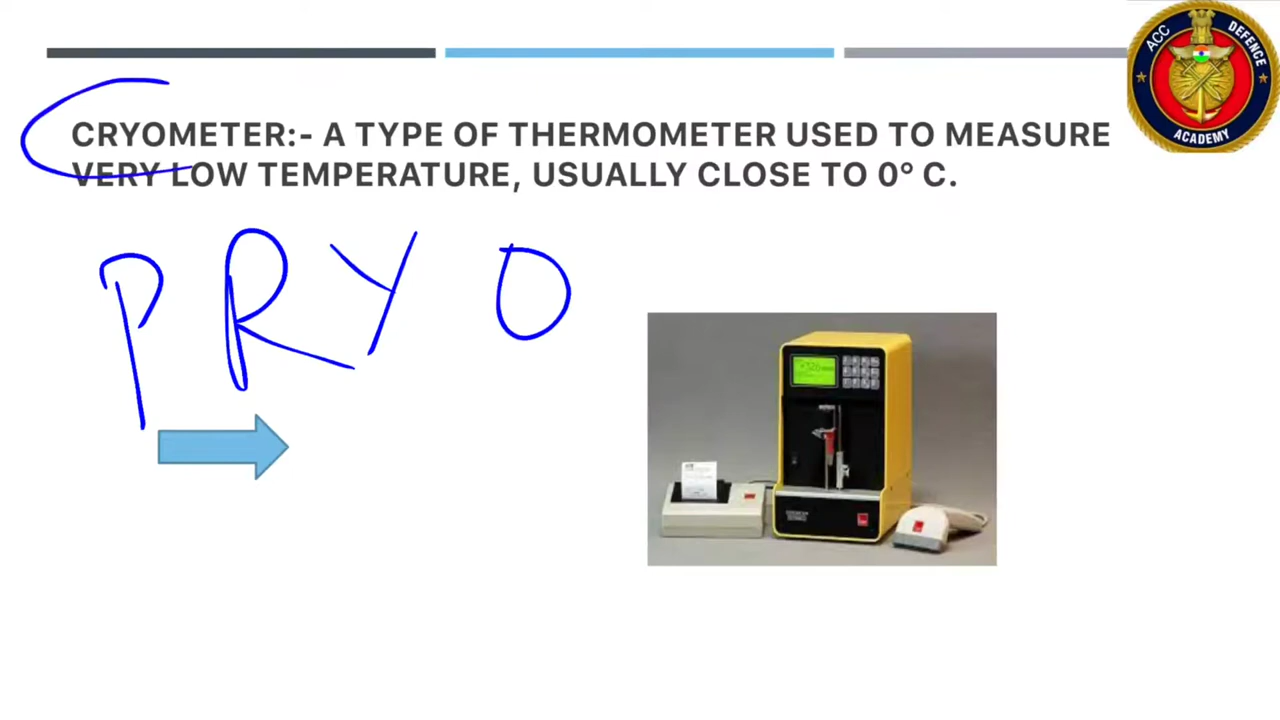 ACC DEFENCE ACADEMY
CRYOMETER:- A TYPE OF THERMOMETER USED TO MEASURE
VERY LOW TEMPERATURE, USUALLY CLOSE TO 0° C.
P R Y O